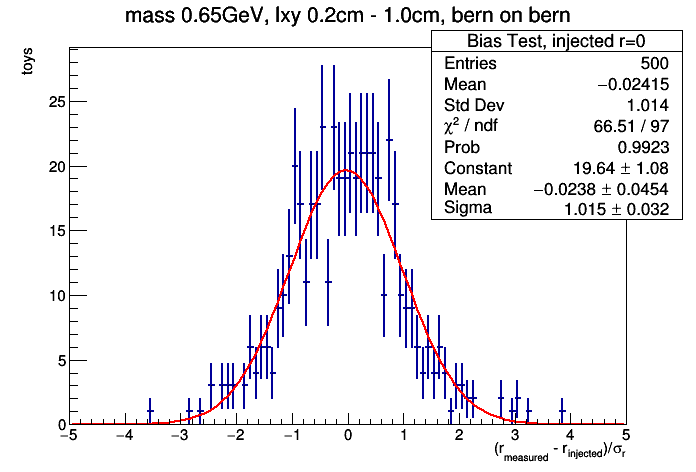 mass 0.65GeV, lxy 0.2cm - 1.0cm, bern on bern
toys
Bias Test, injected r=0
Entries 500
Mean −0.02415
Std Dev 1.014
χ² / ndf 66.51 / 97
Prob 0.9923
Constant 19.64 ± 1.08
Mean −0.0238 ± 0.0454
Sigma 1.015 ± 0.032
25
20
15
10
5
0
−5 −4 −3 −2 −1 0 1 2 3 4 5
(r_measured - r_injected)/σ_r